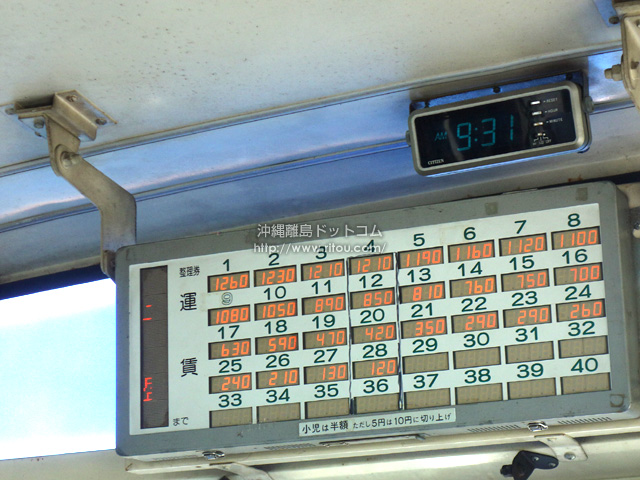 RESET
HOUR
MINUTE
AM 9:31
CITIZEN
沖縄離島ドットコム
http://www.ritou.com/
整理券
運賃
まで
1 2 3 4 5 6 7 8
1260 1230 1210 1210 1190 1160 1120 1100
⑨ 10 11 12 13 14 15 16
1080 1050 890 850 810 760 750 700
17 18 19 20 21 22 23 24
630 590 470 420 350 290 290 260
25 26 27 28 29 30 31 32
240 210 130 120
33 34 35 36 37 38 39 40
小児は半額 ただし5円は10円に切り上げ